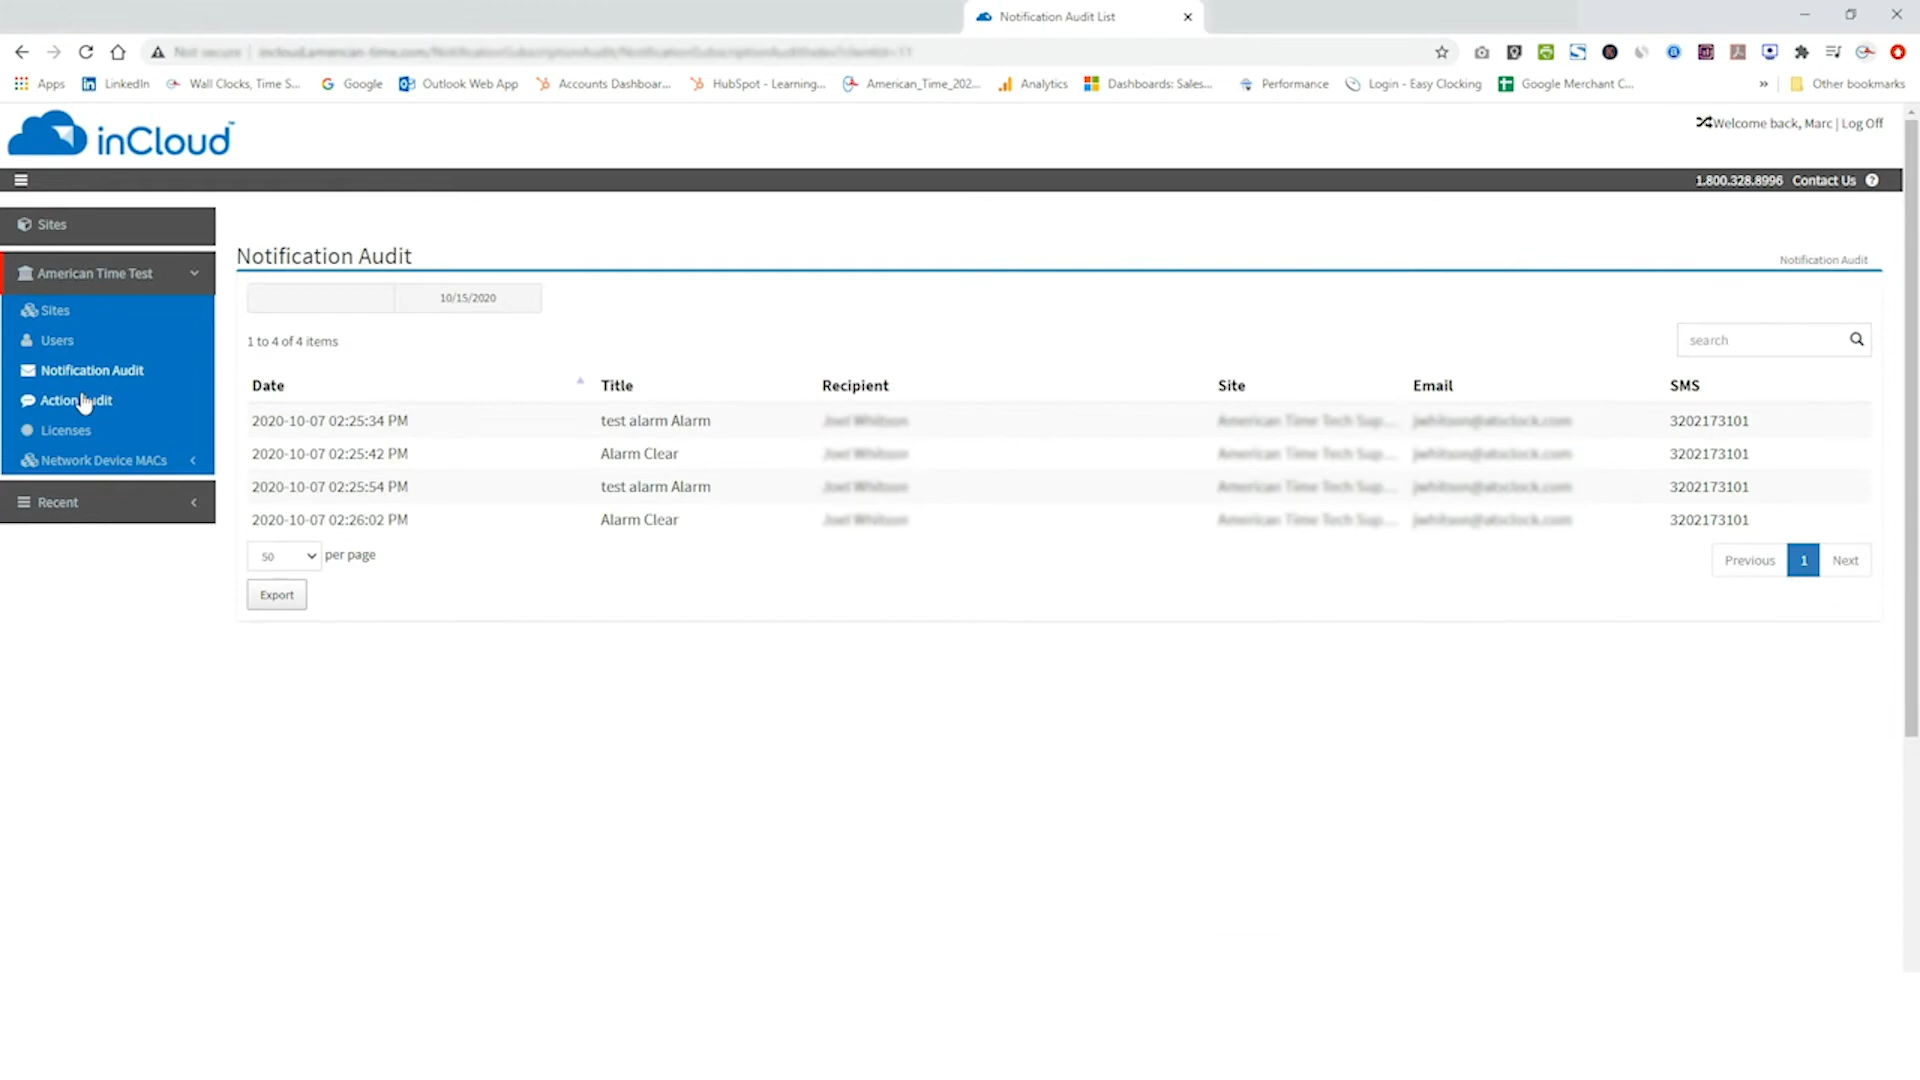 Notification Audit List
Apps LinkedIn Wall Clocks, Time S... Google Outlook Web App Accounts Dashboar... HubSpot - Learning... American_Time_202... Analytics Dashboards: Sales... Performance Login - Easy Clocking Google Merchant C... » Other bookmarks
inCloud™
Welcome back, Marc | Log Off
1.800.328.8996 Contact Us ?
Sites
American Time Test
Sites
Users
Notification Audit
Action Audit
Licenses
Network Device MACs
Recent
Notification Audit
Notification Audit
10/15/2020
1 to 4 of 4 items
search
Date Title Recipient Site Email SMS
2020-10-07 02:25:34 PM test alarm Alarm 3202173101
2020-10-07 02:25:42 PM Alarm Clear 3202173101
2020-10-07 02:25:54 PM test alarm Alarm 3202173101
2020-10-07 02:26:02 PM Alarm Clear 3202173101
50 per page
Previous 1 Next
Export